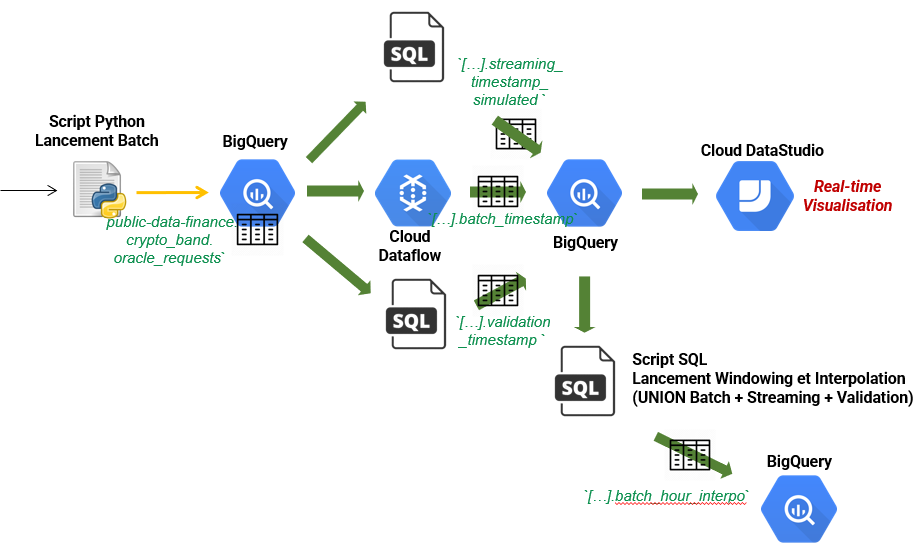 SQL
`[…].streaming_
timestamp_
simulated `
Script Python
Lancement Batch
BigQuery
public-data-finance.
crypto_band.
oracle_requests`
Cloud
Dataflow
`[…].batch_timestamp`
BigQuery
Cloud DataStudio
Real-time
Visualisation
SQL
`[…].validation
_timestamp `
SQL
Script SQL
Lancement Windowing et Interpolation
(UNION Batch + Streaming + Validation)
`[…].batch_hour_interpo`
BigQuery